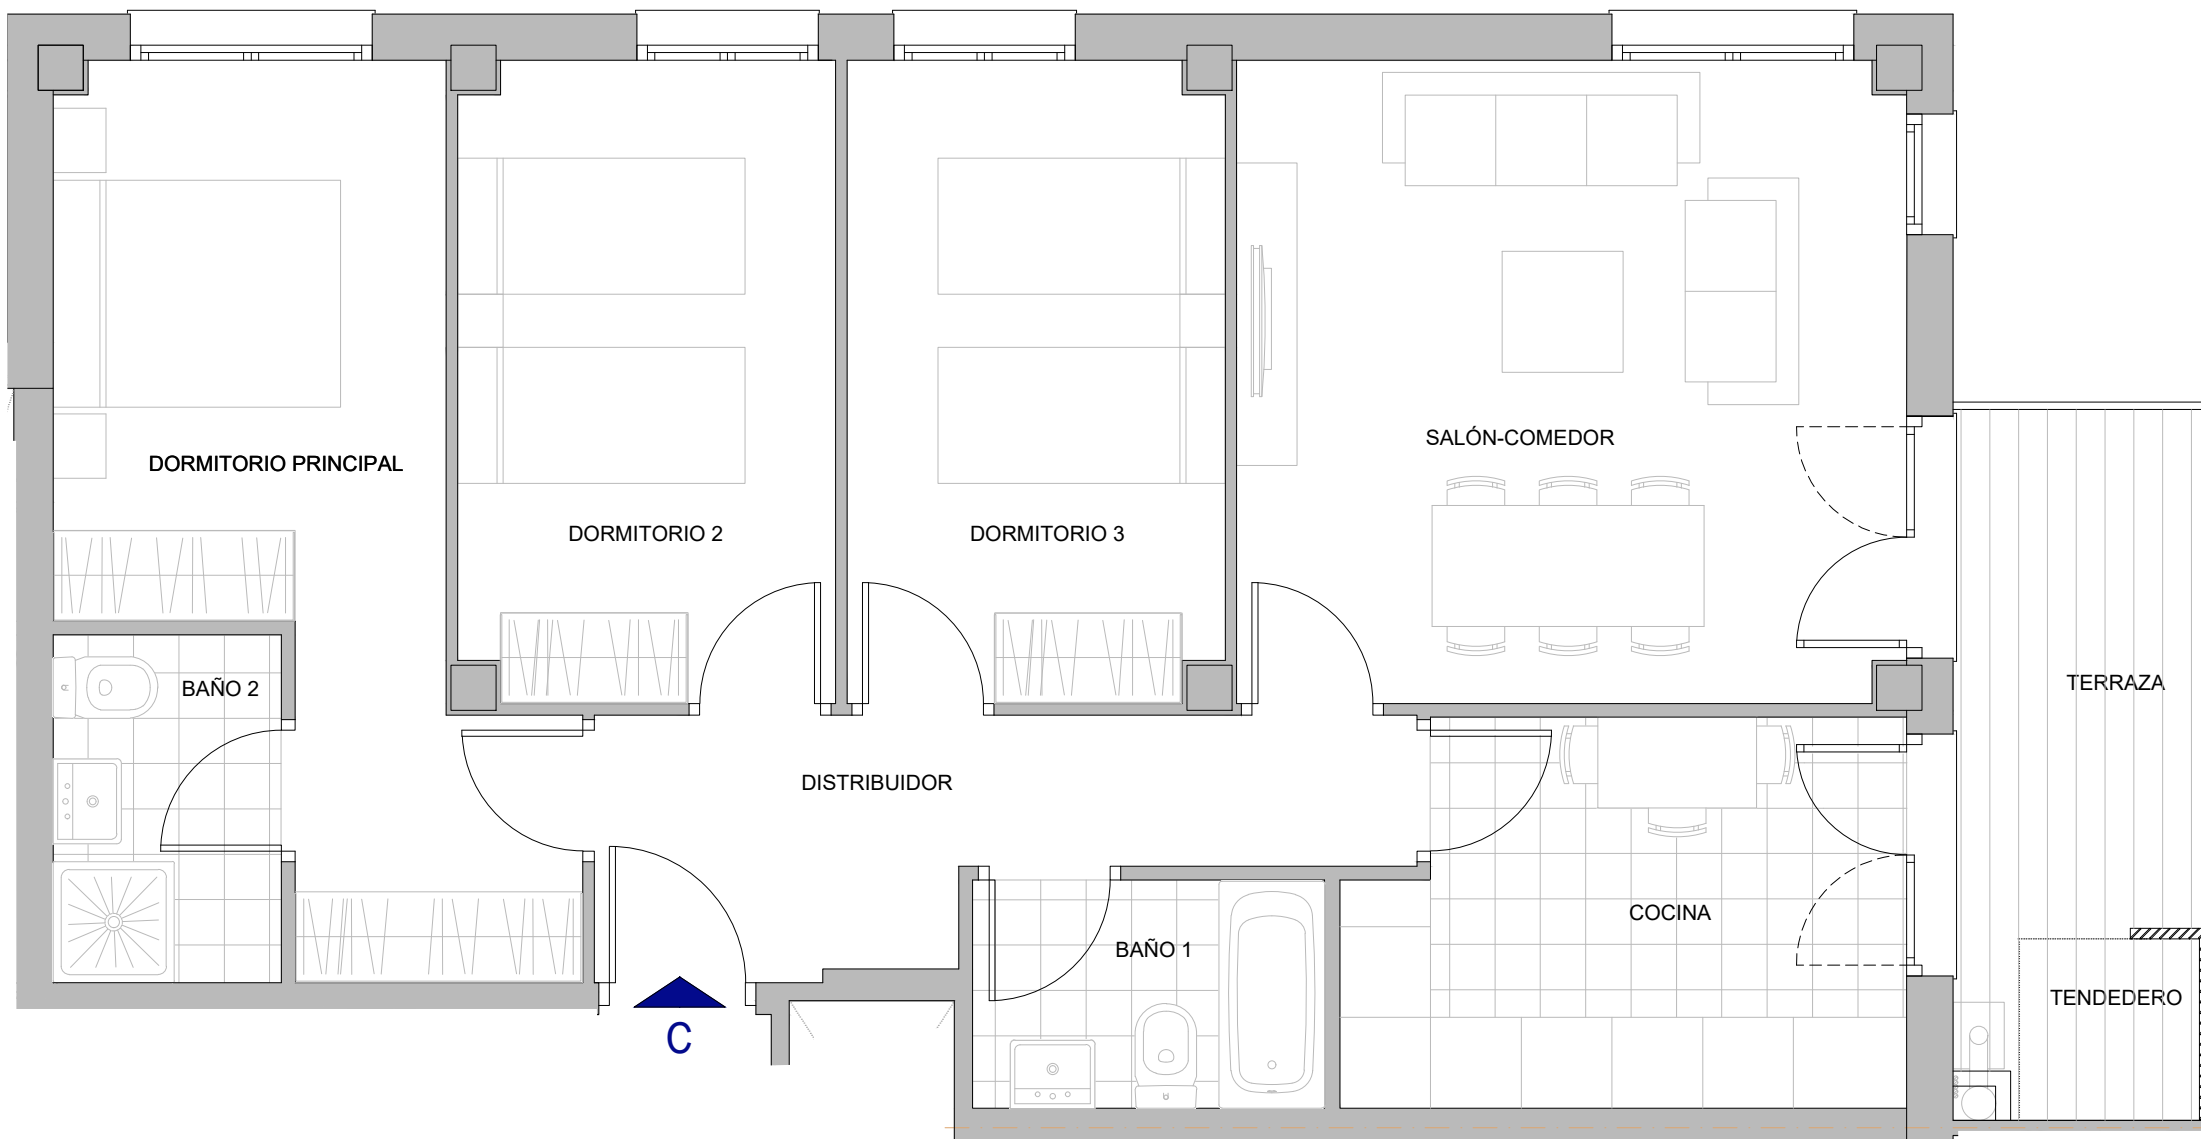 SALÓN-COMEDOR
DORMITORIO PRINCIPAL
DORMITORIO 2
DORMITORIO 3
BAÑO 2
TERRAZA
DISTRIBUIDOR
COCINA
BAÑO 1
TENDEDERO
C